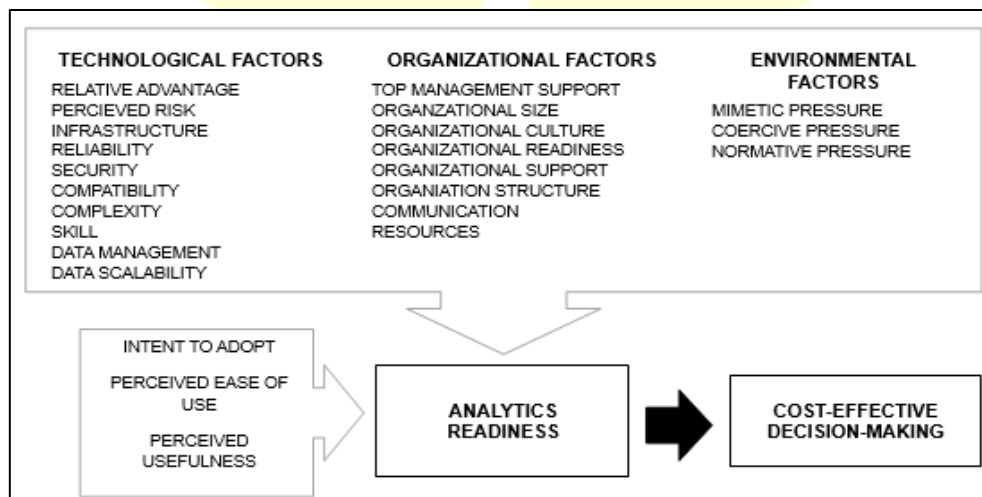 TECHNOLOGICAL FACTORS
RELATIVE ADVANTAGE
PERCIEVED RISK
INFRASTRUCTURE
RELIABILITY
SECURITY
COMPATIBILITY
COMPLEXITY
SKILL
DATA MANAGEMENT
DATA SCALABILITY
ORGANIZATIONAL FACTORS
TOP MANAGEMENT SUPPORT
ORGANZATIONAL SIZE
ORGANIZATIONAL CULTURE
ORGANIZATIONAL READINESS
ORGANIZATIONAL SUPPORT
ORGANIATION STRUCTURE
COMMUNICATION
RESOURCES
ENVIRONMENTAL
FACTORS
MIMETIC PRESSURE
COERCIVE PRESSURE
NORMATIVE PRESSURE
INTENT TO ADOPT
PERCEIVED EASE OF
USE
PERCEIVED
USEFULNESS
ANALYTICS
READINESS
COST-EFFECTIVE
DECISION-MAKING